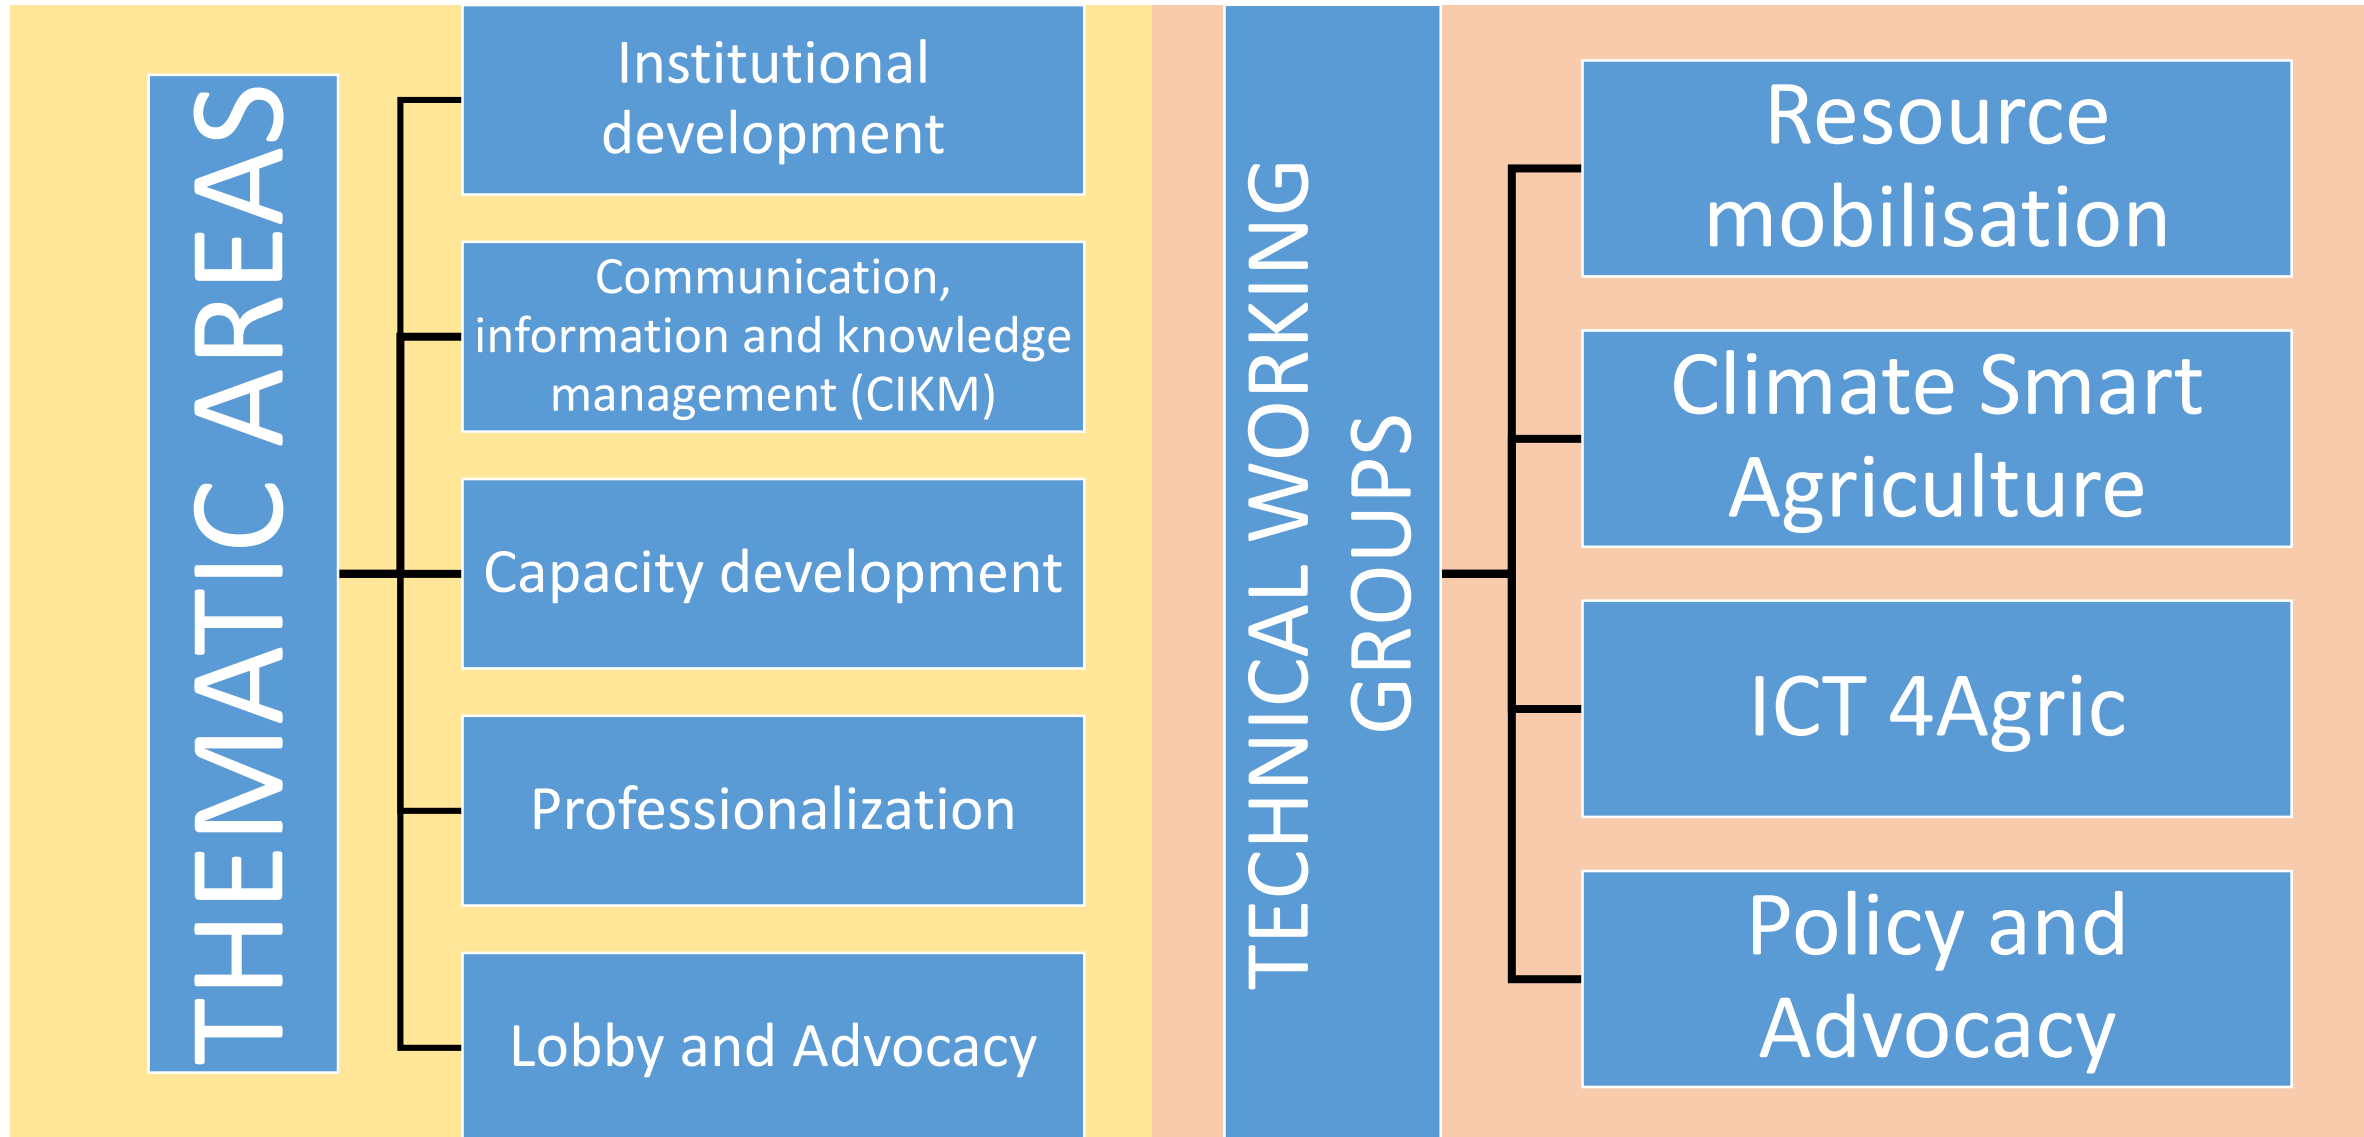 THEMATIC AREAS
Institutional
development
Communication,
information and knowledge
management (CIKM)
Capacity development
Professionalization
Lobby and Advocacy
TECHNICAL WORKING
GROUPS
Resource
mobilisation
Climate Smart
Agriculture
ICT 4Agric
Policy and
Advocacy